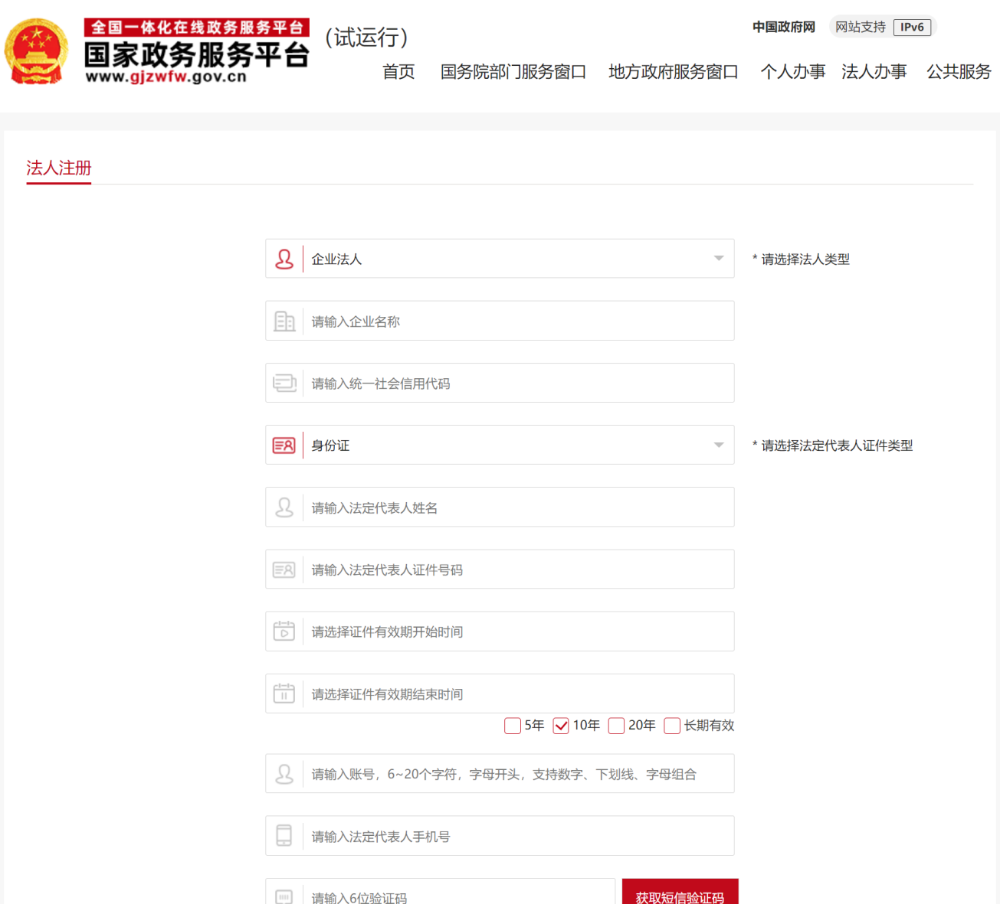 全国一体化在线政务服务平台
国家政务服务平台
www.gjzwfw.gov.cn
（试运行）
中国政府网 网站支持 IPv6
首页 国务院部门服务窗口 地方政府服务窗口 个人办事 法人办事 公共服务
法人注册
企业法人 * 请选择法人类型
请输入企业名称
请输入统一社会信用代码
身份证 * 请选择法定代表人证件类型
请输入法定代表人姓名
请输入法定代表人证件号码
请选择证件有效期开始时间
请选择证件有效期结束时间
5年 10年 20年 长期有效
请输入账号，6~20个字符，字母开头，支持数字、下划线、字母组合
请输入法定代表人手机号
请输入6位验证码 获取短信验证码